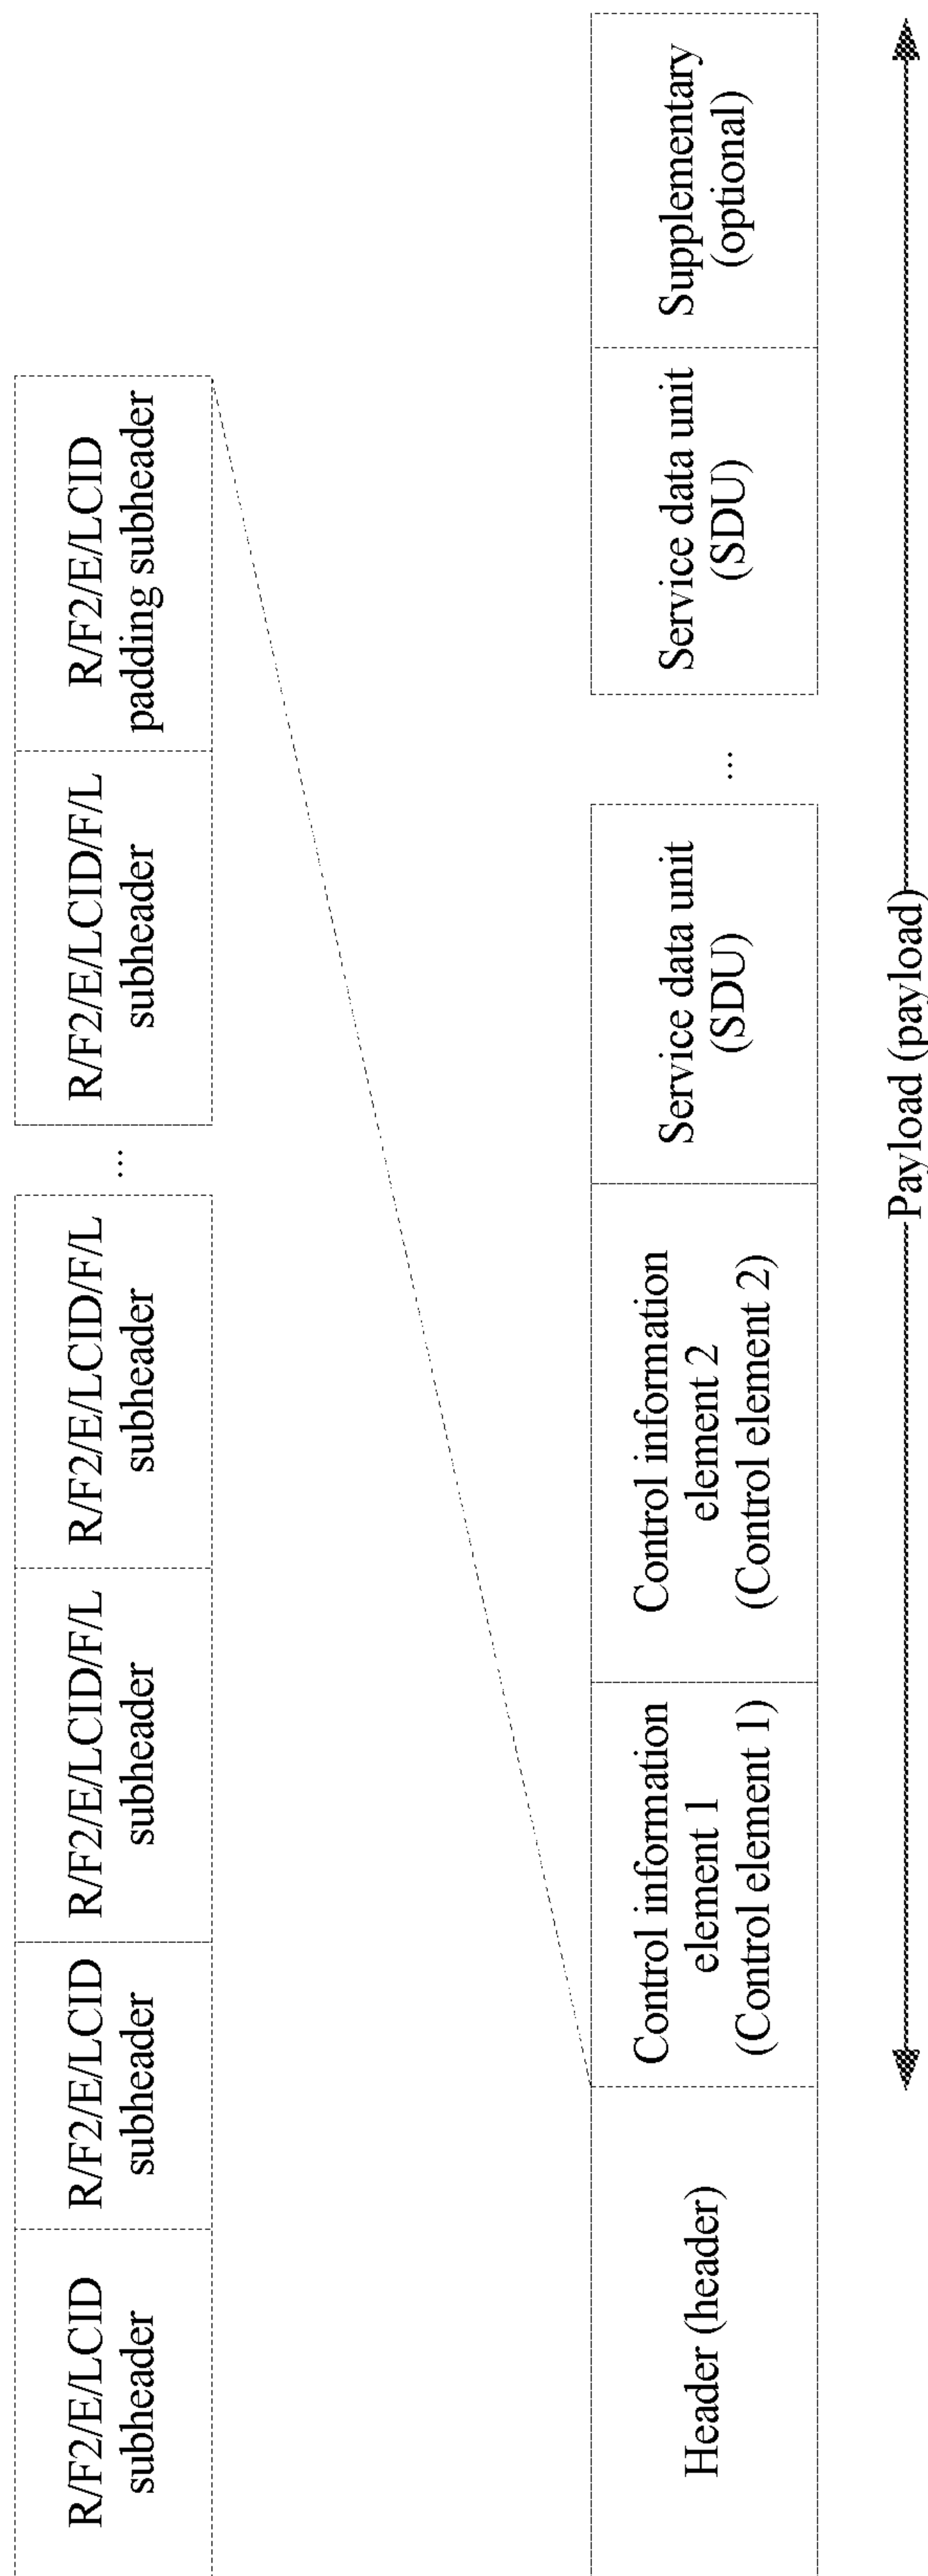 R/F2/E/LCID
subheader
R/F2/E/LCID
subheader
R/F2/E/LCID/F/L
subheader
R/F2/E/LCID/F/L
subheader
...
R/F2/E/LCID/F/L
subheader
R/F2/E/LCID
padding subheader
Header (header)
Control information
element 1
(Control element 1)
Control information
element 2
(Control element 2)
Service data unit
(SDU)
...
Service data unit
(SDU)
Supplementary
(optional)
Payload (payload)